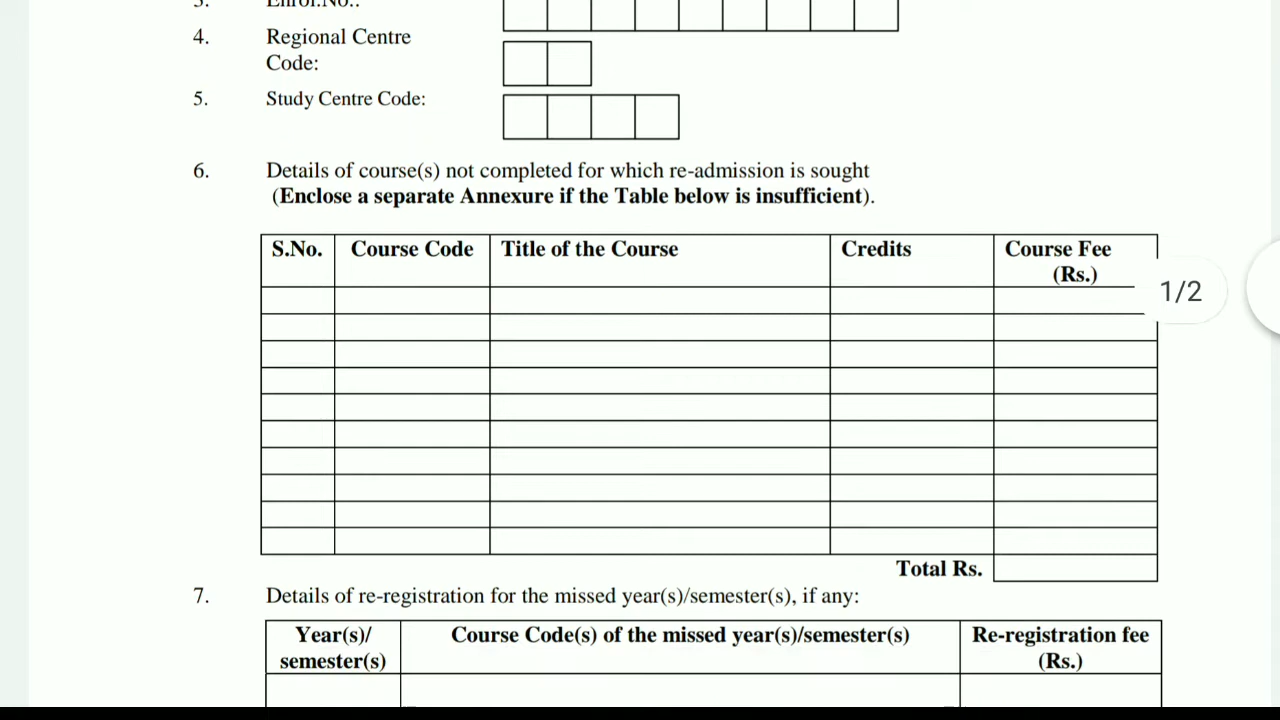 4. Regional Centre
Code:
5. Study Centre Code:
6. Details of course(s) not completed for which re-admission is sought
(Enclose a separate Annexure if the Table below is insufficient).
S.No. Course Code Title of the Course Credits Course Fee
(Rs.)
1/2
Total Rs.
7. Details of re-registration for the missed year(s)/semester(s), if any:
Year(s)/ Course Code(s) of the missed year(s)/semester(s) Re-registration fee
semester(s) (Rs.)